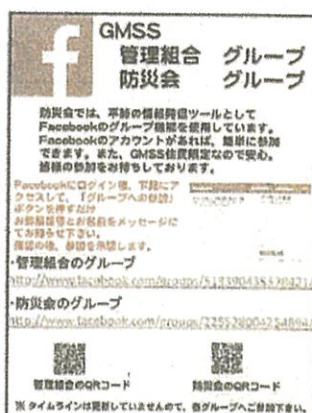 f
GMSS
管理組合 グループ
防災会 グループ
防災会では、平時の情報発信ツールとして
Facebookのグループ機能を使用しています。
Facebookのアカウントがあれば、簡単に参加
できます。また、GMSS住民限定なので安心。
皆様の参加をお待ちしております。
Facebookにログイン後、下記にア
クセスして、「グループへの参加」
ボタンを押すだけ
お部屋番号とお名前をメッセージに
てお知らせ下さい。
確認の後、参加を承認します。
・管理組合のグループ
http://www.facebook.com/groups/
・防災会のグループ
http://www.facebook.com/groups/
管理組合のQRコード
防災会のQRコード
※ タイムラインは更新していませんので、各グループへご参加下さい。